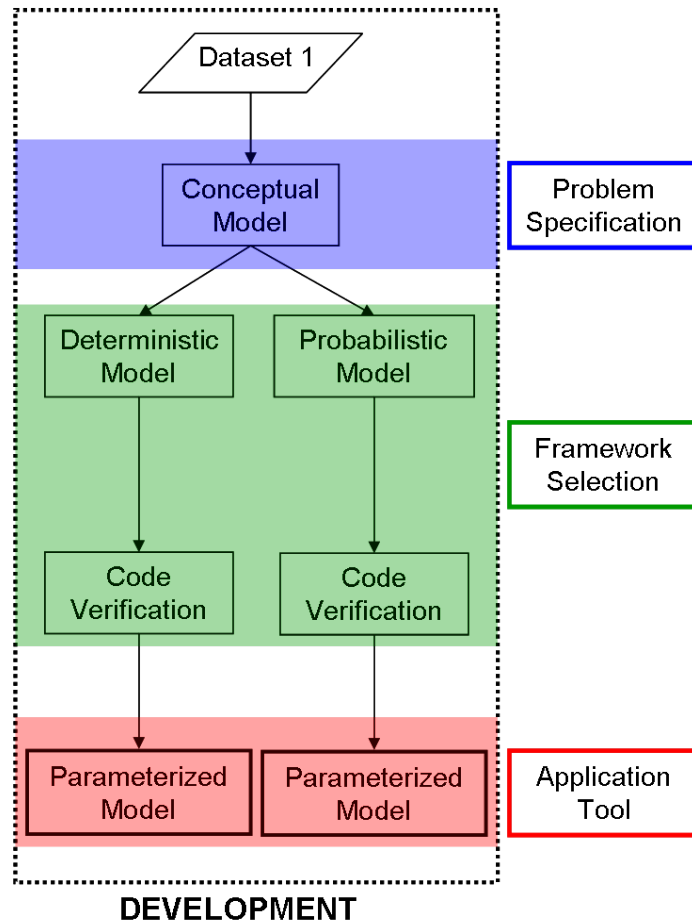 Dataset 1
Conceptual
Model
Problem
Specification
Deterministic
Model
Probabilistic
Model
Framework
Selection
Code
Verification
Code
Verification
Parameterized
Model
Parameterized
Model
Application
Tool
DEVELOPMENT